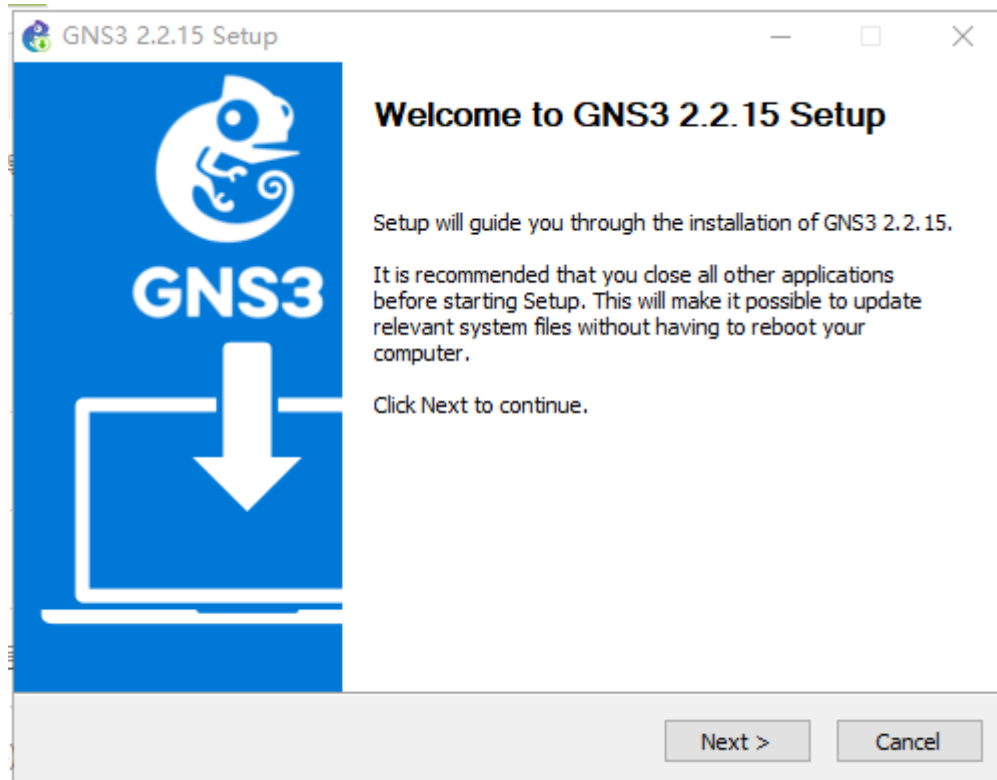 GNS3 2.2.15 Setup
Welcome to GNS3 2.2.15 Setup
GNS3
Setup will guide you through the installation of GNS3 2.2.15.
It is recommended that you close all other applications
before starting Setup. This will make it possible to update
relevant system files without having to reboot your
computer.
Click Next to continue.
Next >
Cancel